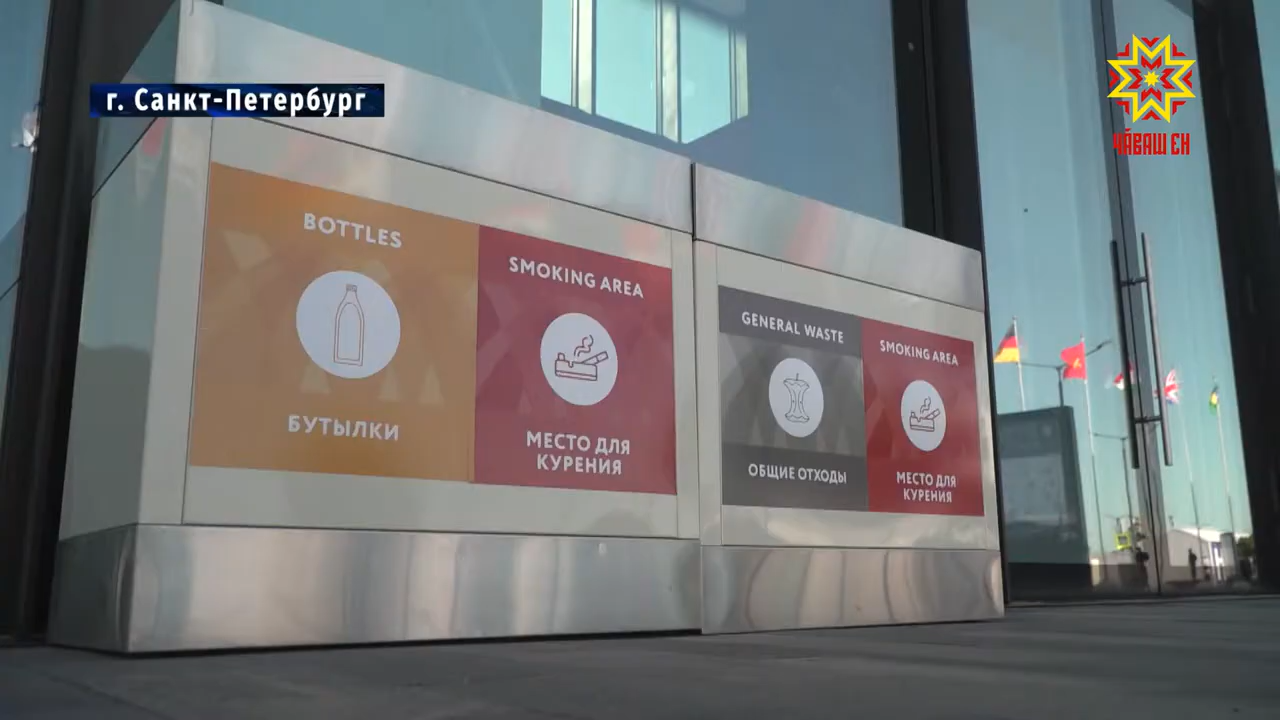 г. Санкт-Петербург
ЧӐВАШ ЕН
BOTTLES
БУТЫЛКИ
SMOKING AREA
МЕСТО ДЛЯ
КУРЕНИЯ
GENERAL WASTE
ОБЩИЕ ОТХОДЫ
SMOKING AREA
МЕСТО ДЛЯ
КУРЕНИЯ